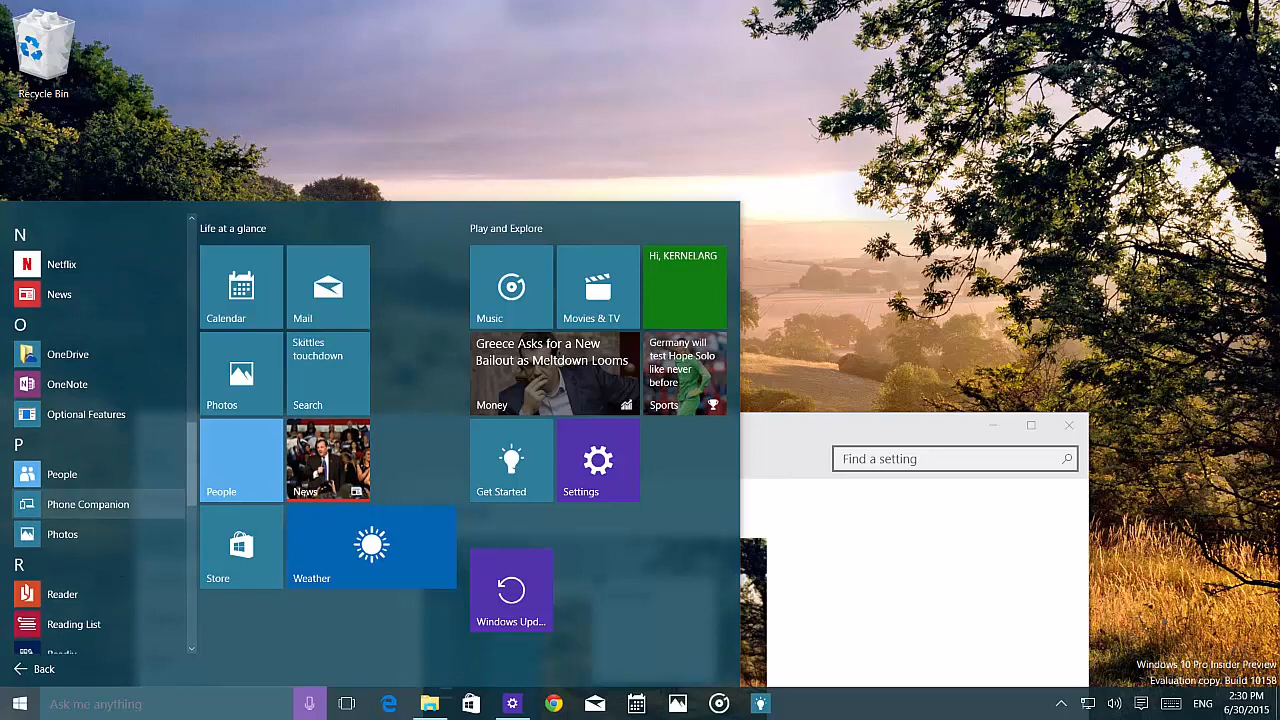 Recycle Bin
N
Netflix
News
O
OneDrive
OneNote
Optional Features
P
People
Phone Companion
Photos
R
Reader
Reading List
Back
Life at a glance
Calendar
Mail
Photos
Skittles
touchdown
Search
People
News
Store
Weather
Play and Explore
Music
Movies & TV
Hi, KERNELARG
Greece Asks for a New
Bailout as Meltdown Looms
Money
Germany will
test Hope Solo
like never
before
Sports
Get Started
Settings
Windows Upd...
Find a setting
Windows 10 Pro Insider Preview
Evaluation copy. Build 10158
Ask me anything
ENG
2:30 PM
6/30/2015